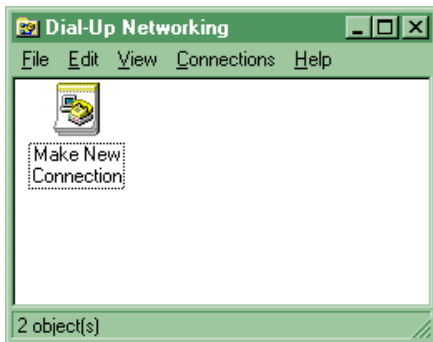 Dial-Up Networking
File Edit View Connections Help
Make New
Connection
2 object(s)